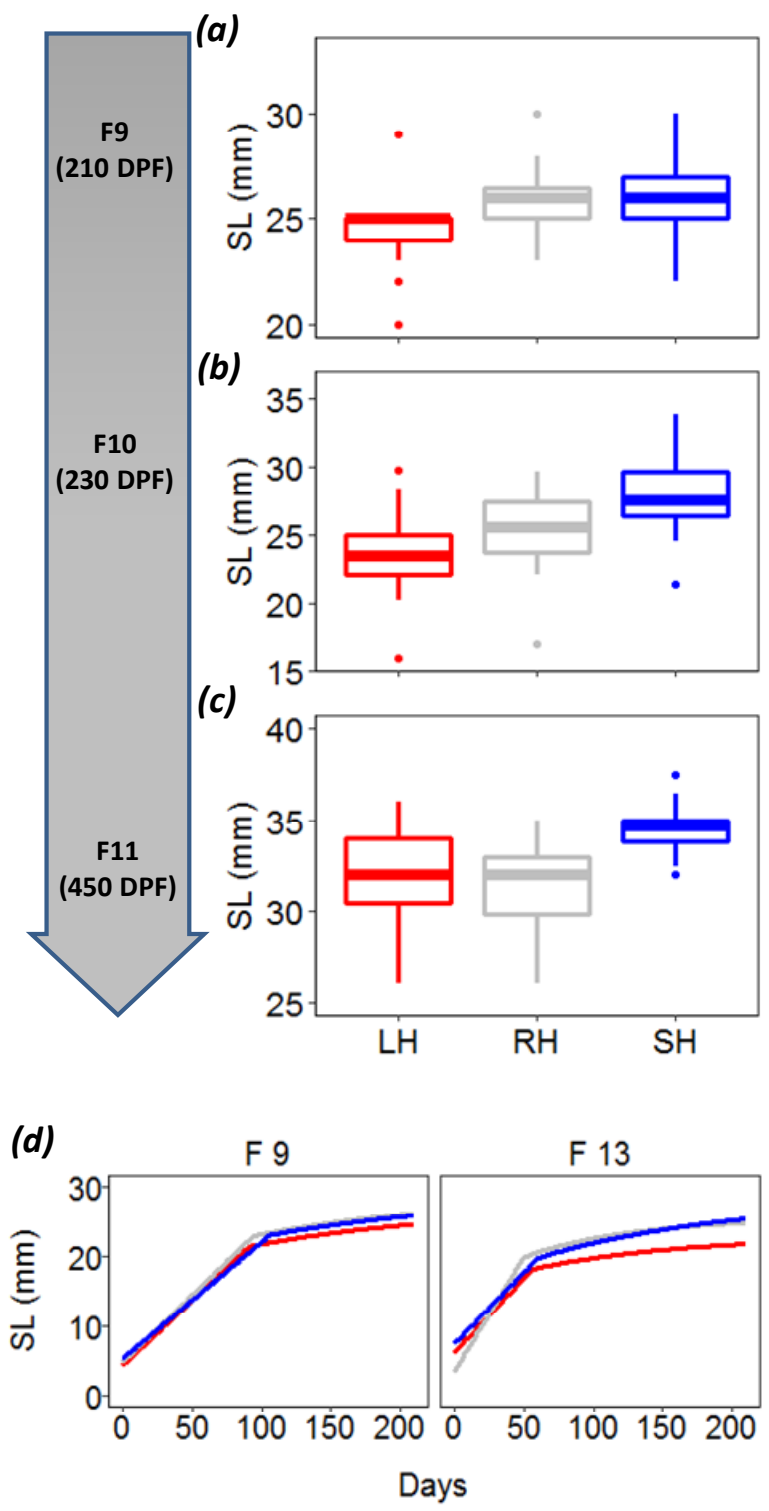 (a)
F9
(210 DPF)
SL (mm)
30
25
20
(b)
F10
(230 DPF)
SL (mm)
35
30
25
20
15
(c)
F11
(450 DPF)
SL (mm)
40
35
30
25
LH RH SH
(d)
F 9 F 13
SL (mm)
30
20
10
0
0 50 100 150 200 0 50 100 150 200
Days